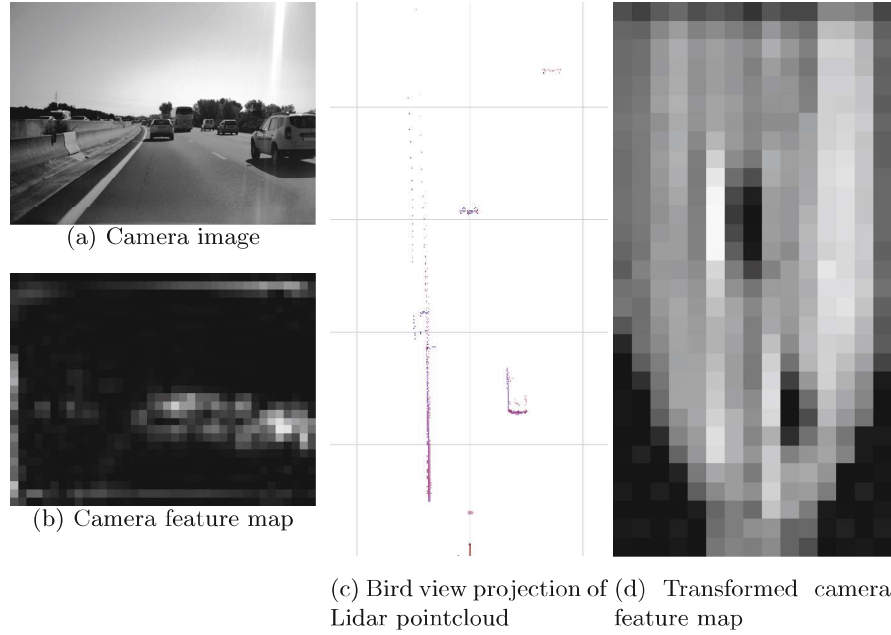 (a) Camera image
(b) Camera feature map
(c) Bird view projection of
Lidar pointcloud
(d) Transformed camera
feature map